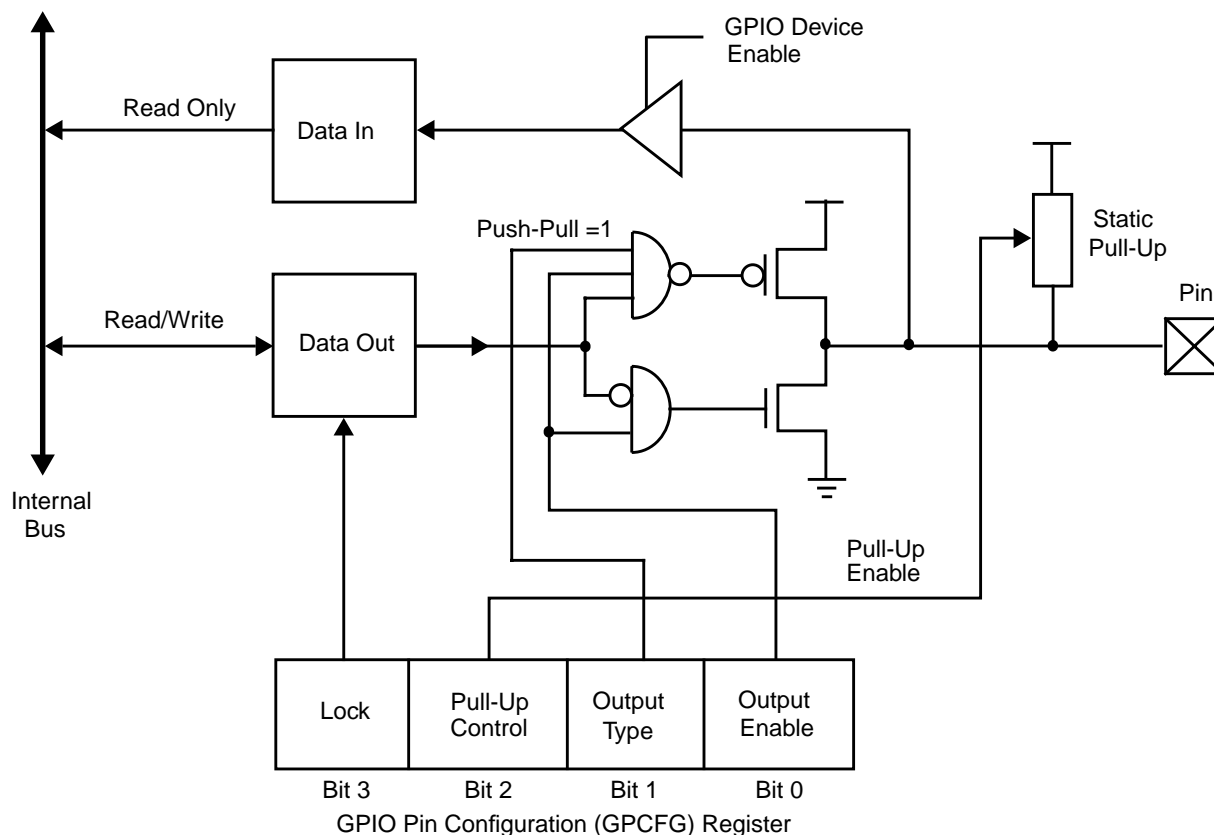 GPIO Device
Enable
Read Only
Data In
Push-Pull =1
Static
Pull-Up
Pin
Read/Write
Data Out
Internal
Bus
Pull-Up
Enable
Lock
Pull-Up
Control
Output
Type
Output
Enable
Bit 3
Bit 2
Bit 1
Bit 0
GPIO Pin Configuration (GPCFG) Register